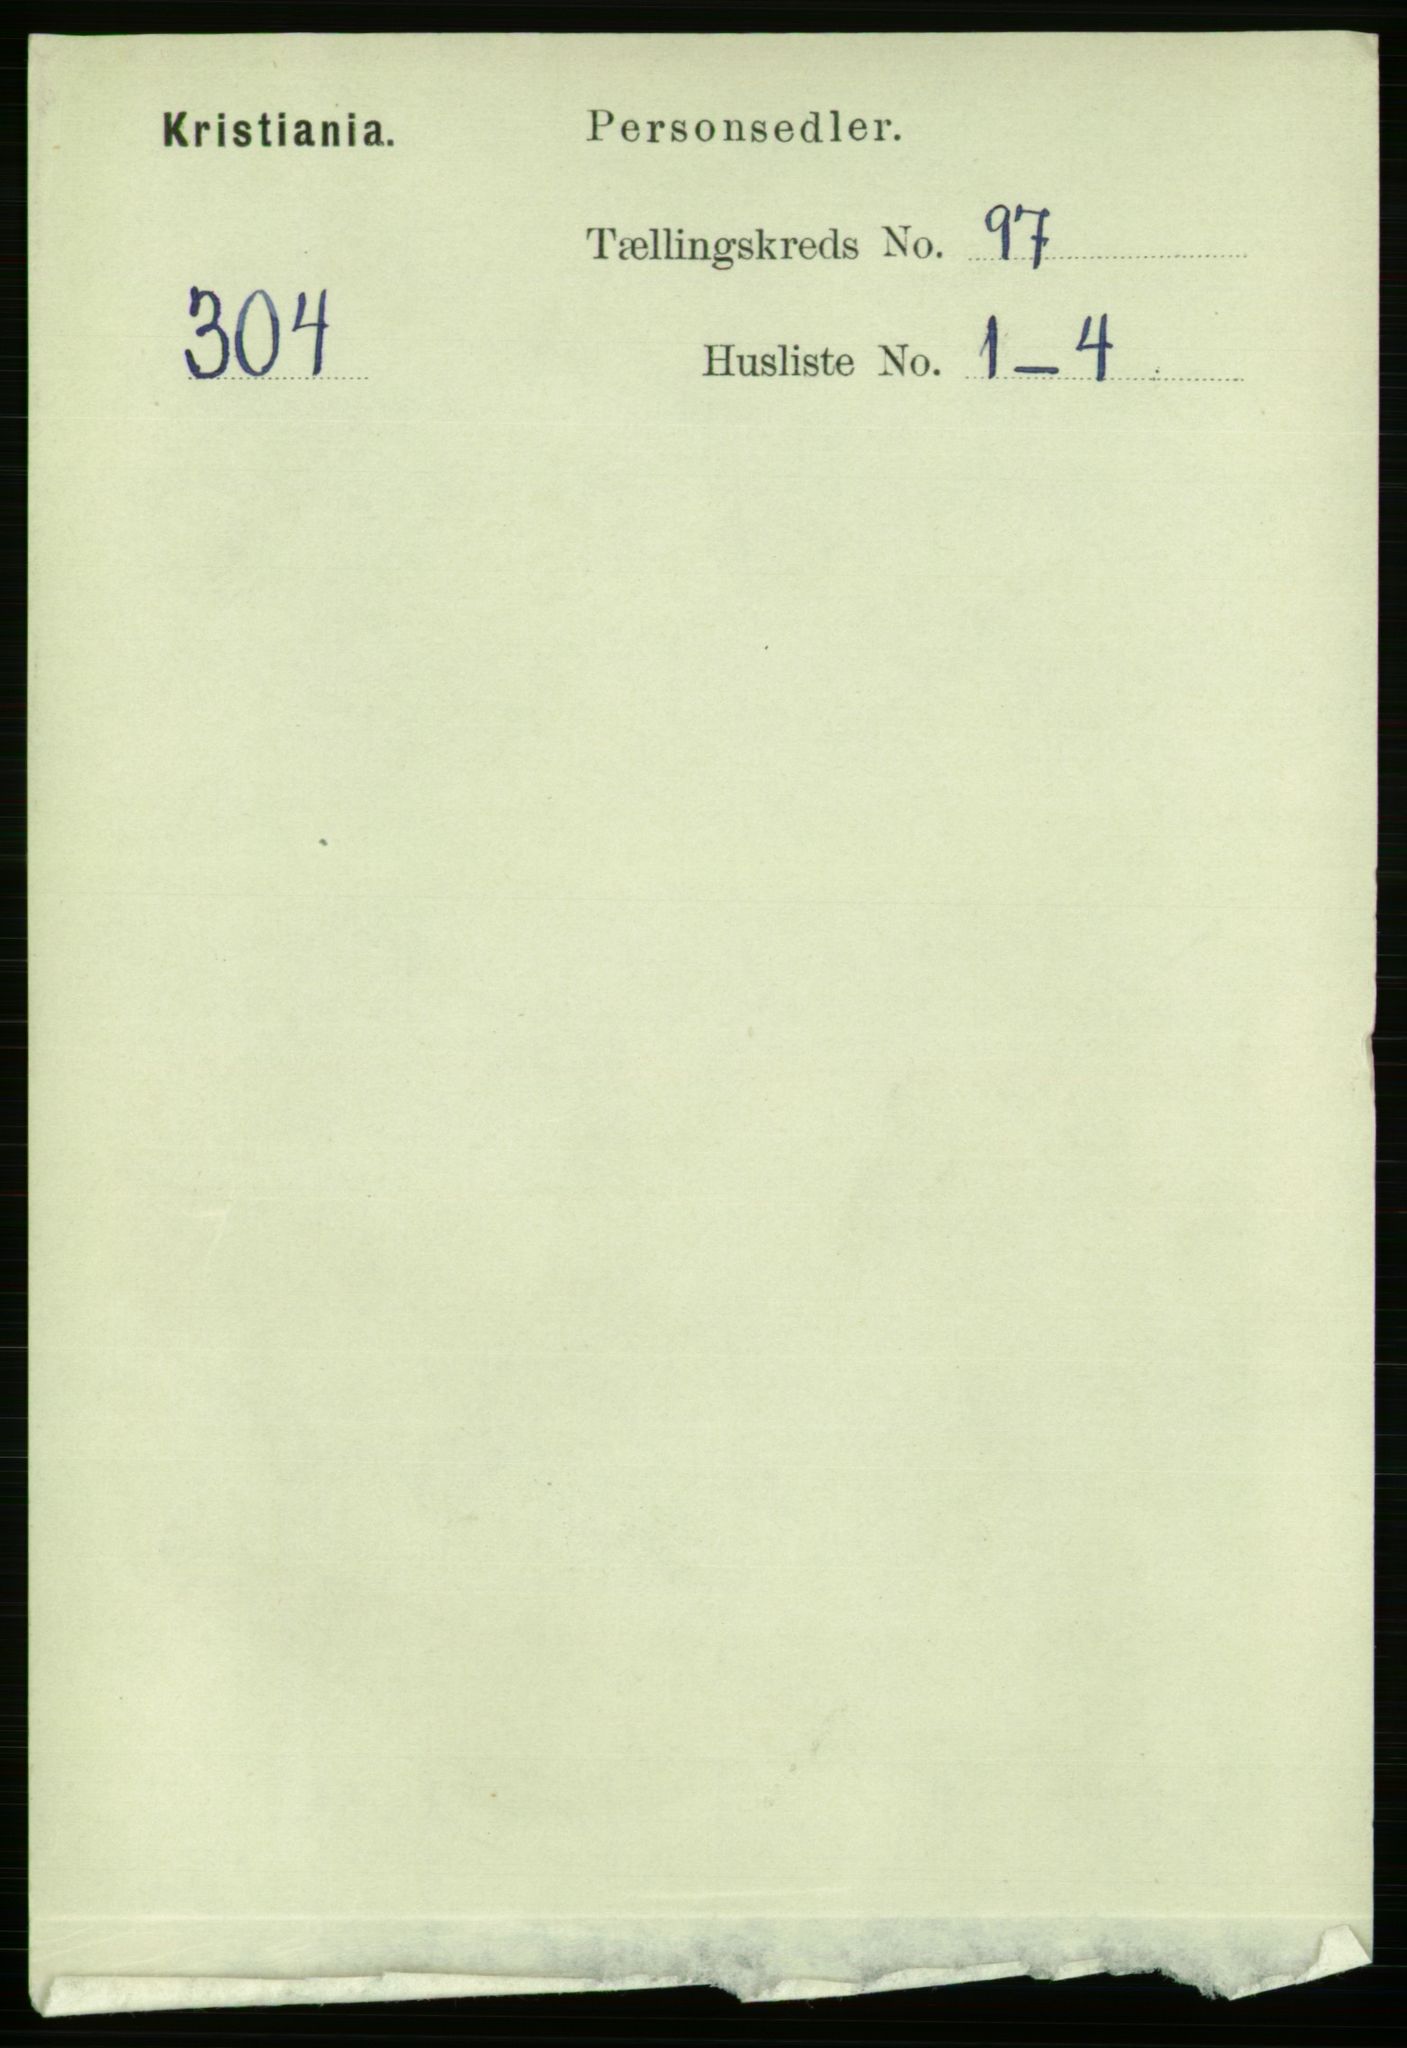 Kristiania.
Personsedler.
Tællingskreds No. 97
304
Husliste No. 1-4